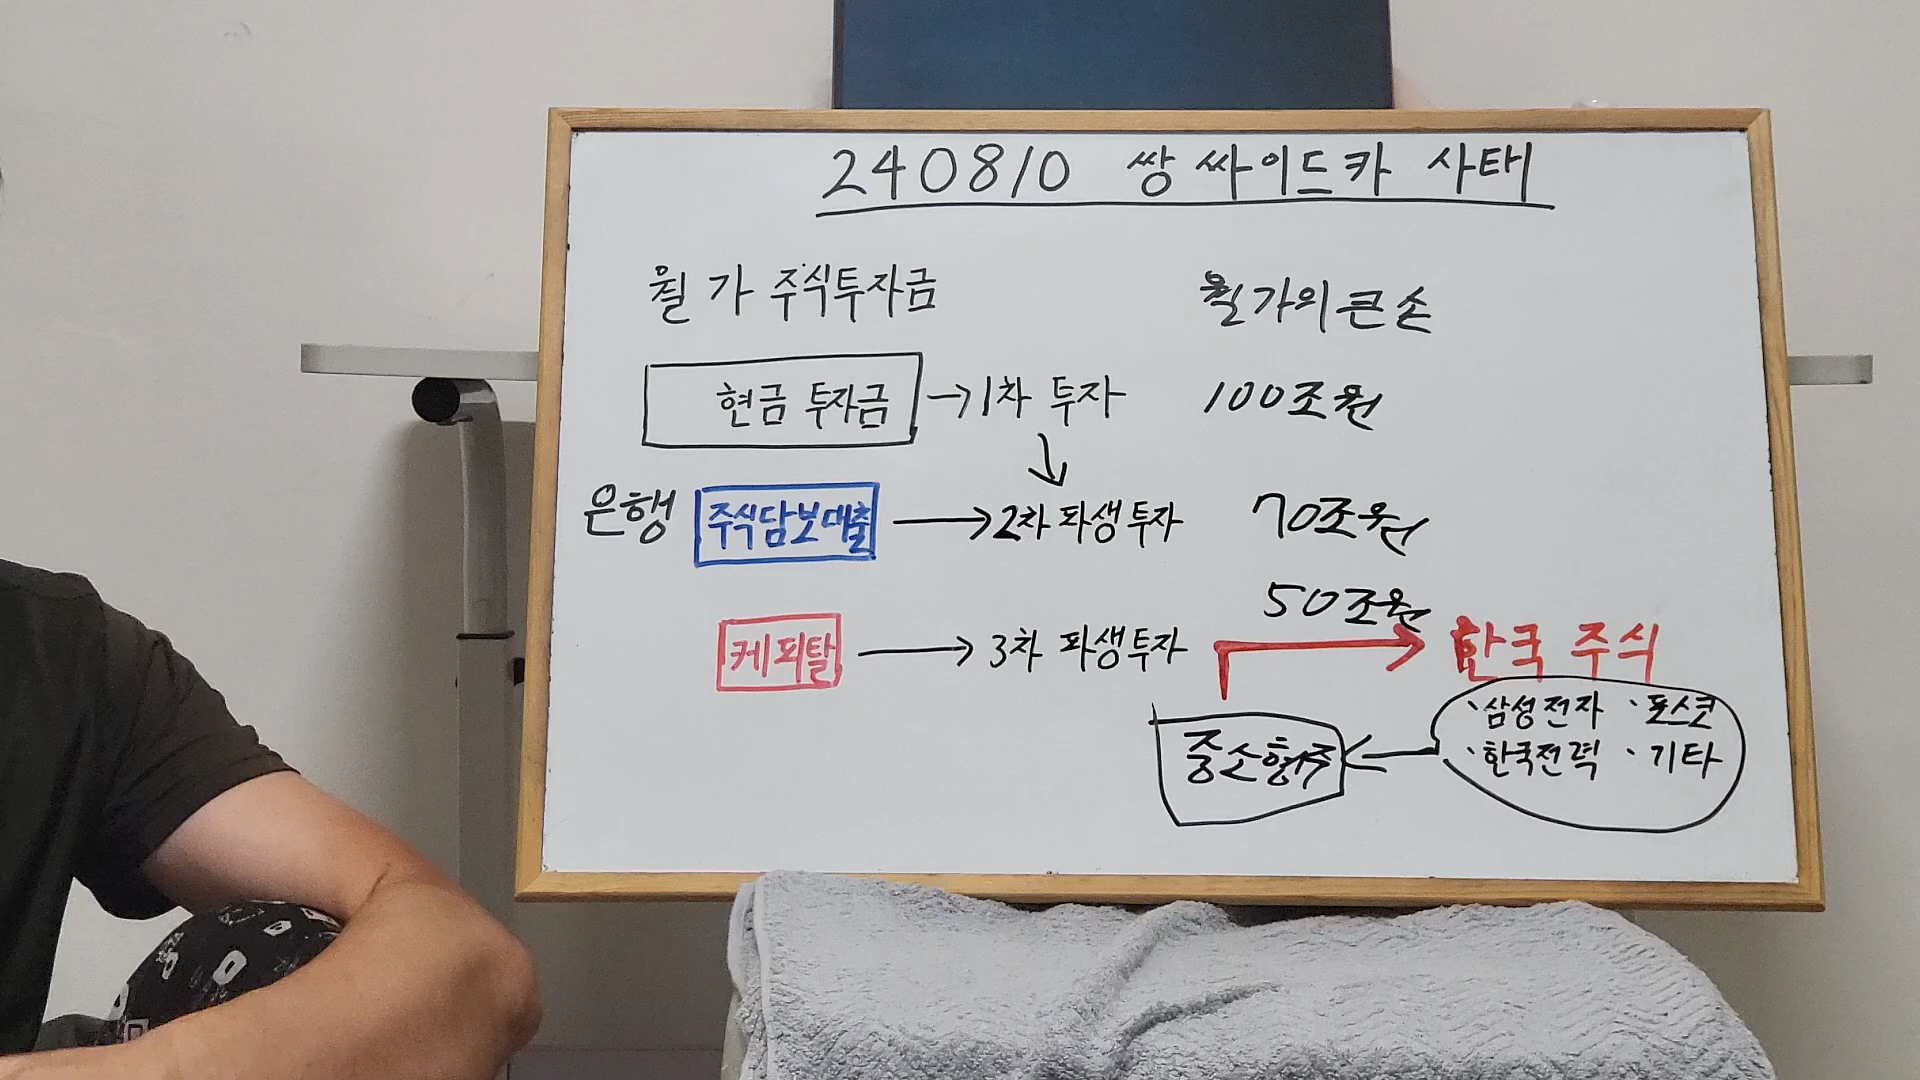 240810 쌍 싸이드카 사태
월가 주식투자금
월가의 큰 손
현금 투자금 → 1차 투자 100조원
은행 주식담보대출 → 2차 파생투자 70조원
50조원
케피탈 → 3차 파생투자 → 한국 주식
·삼성전자 ·포스코
·한국전력 ·기타
중소형주